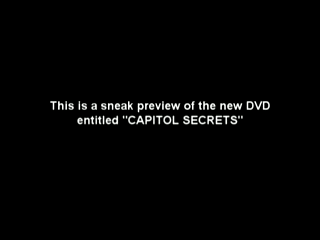 This is a sneak preview of the new DVD
entitled "CAPITOL SECRETS"